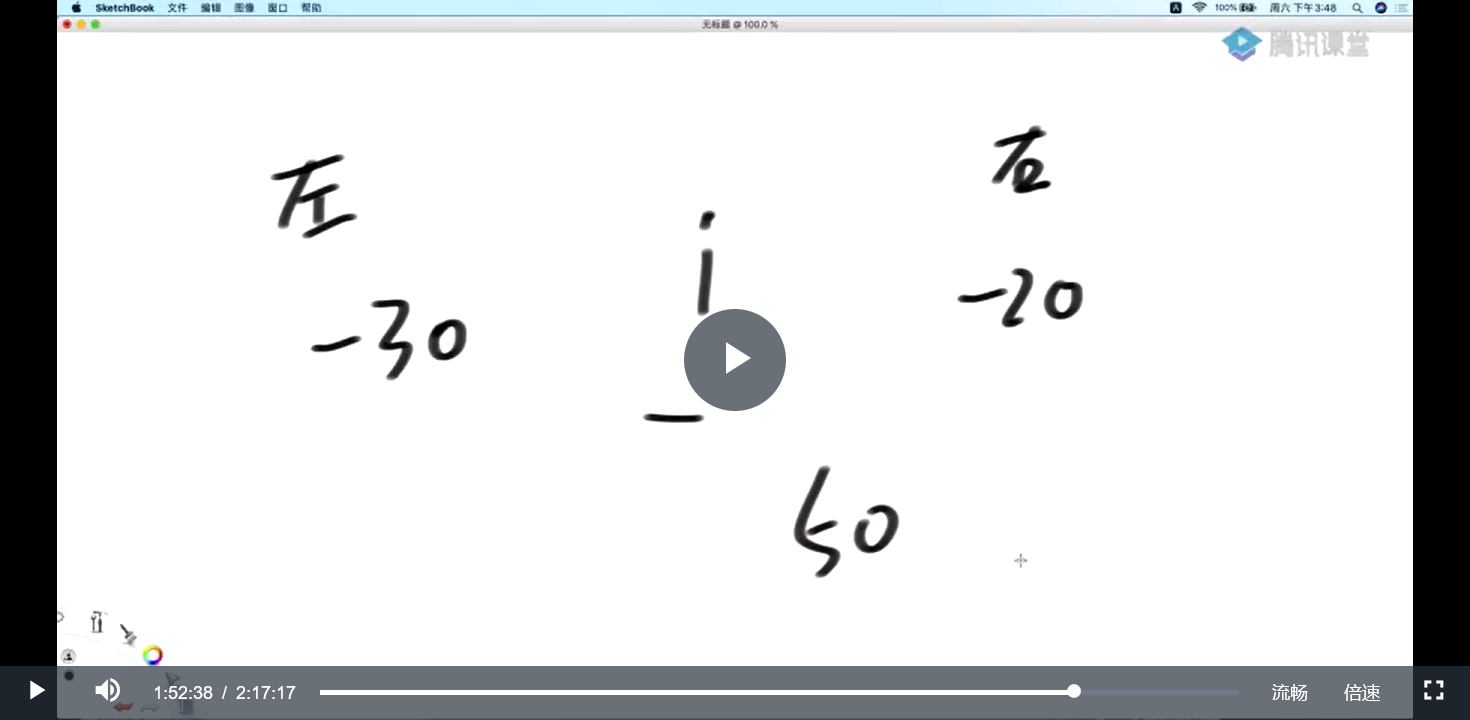 SketchBook 文件 编辑 图像 窗口 帮助
100% 周六 下午3:48
无标题 @ 100.0 %
腾讯课堂
左
右
i
-30
-20
50
1:52:38 / 2:17:17
流畅 倍速